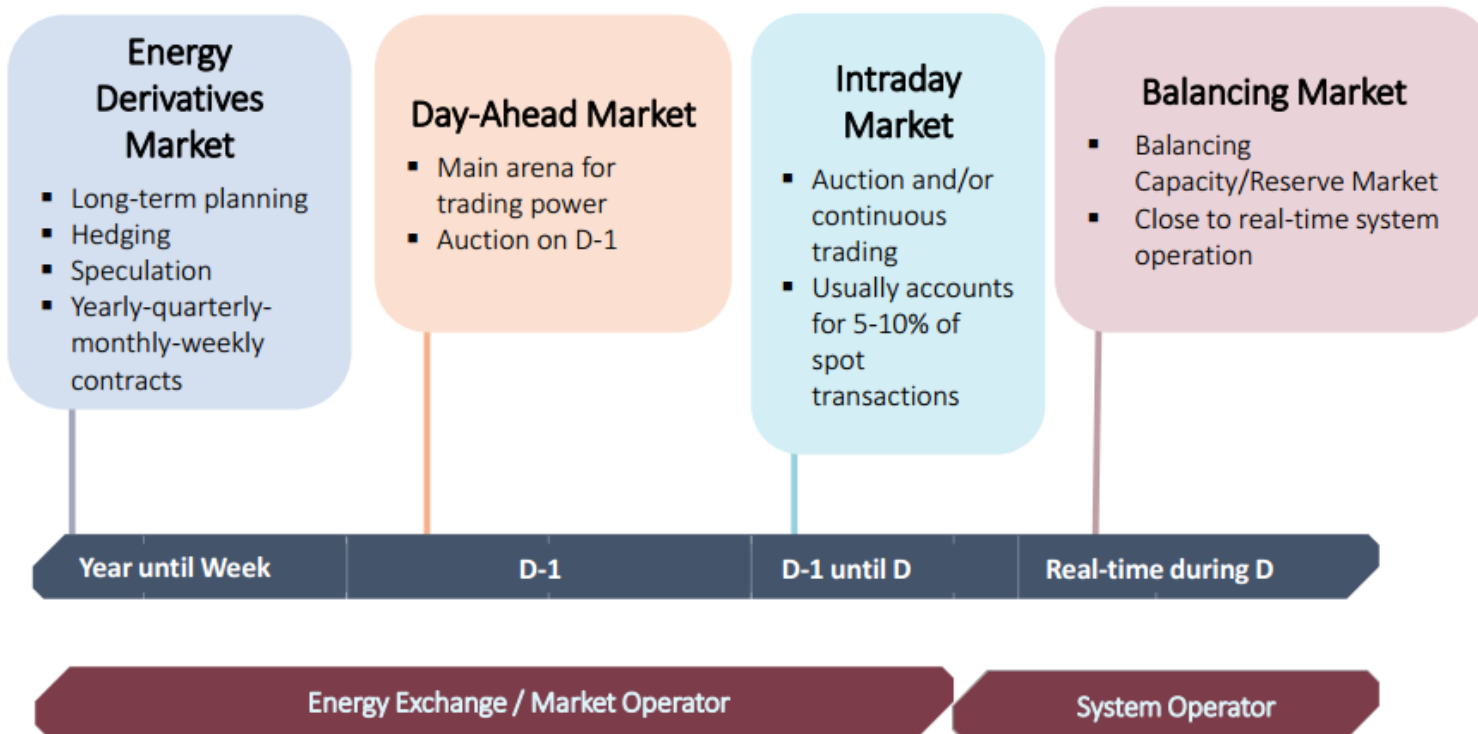 Energy
Derivatives
Market
▪ Long-term planning
▪ Hedging
▪ Speculation
▪ Yearly-quarterly-
monthly-weekly
contracts
Day-Ahead Market
▪ Main arena for
trading power
▪ Auction on D-1
Intraday
Market
▪ Auction and/or
continuous
trading
▪ Usually accounts
for 5-10% of
spot
transactions
Balancing Market
▪ Balancing
Capacity/Reserve Market
▪ Close to real-time system
operation
Year until Week
D-1
D-1 until D
Real-time during D
Energy Exchange / Market Operator
System Operator